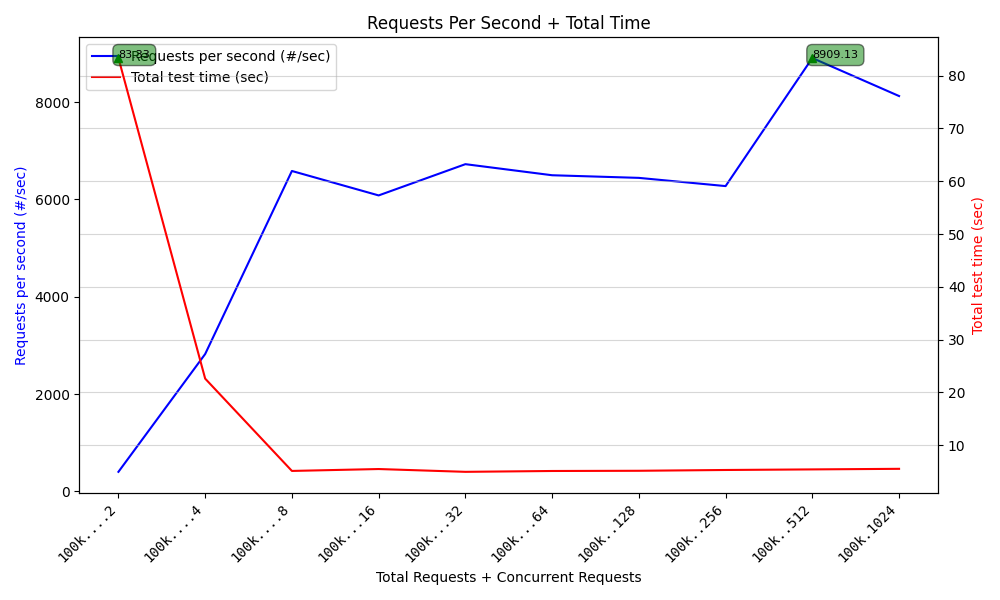 Requests Per Second + Total Time
Requests per second (#/sec)
Total test time (sec)
83.83
8909.13
8000
6000
4000
2000
0
Requests per second (#/sec)
80
70
60
50
40
30
20
10
Total test time (sec)
100k....2
100k....4
100k....8
100k...16
100k...32
100k...64
100k..128
100k..256
100k..512
100k.1024
Total Requests + Concurrent Requests